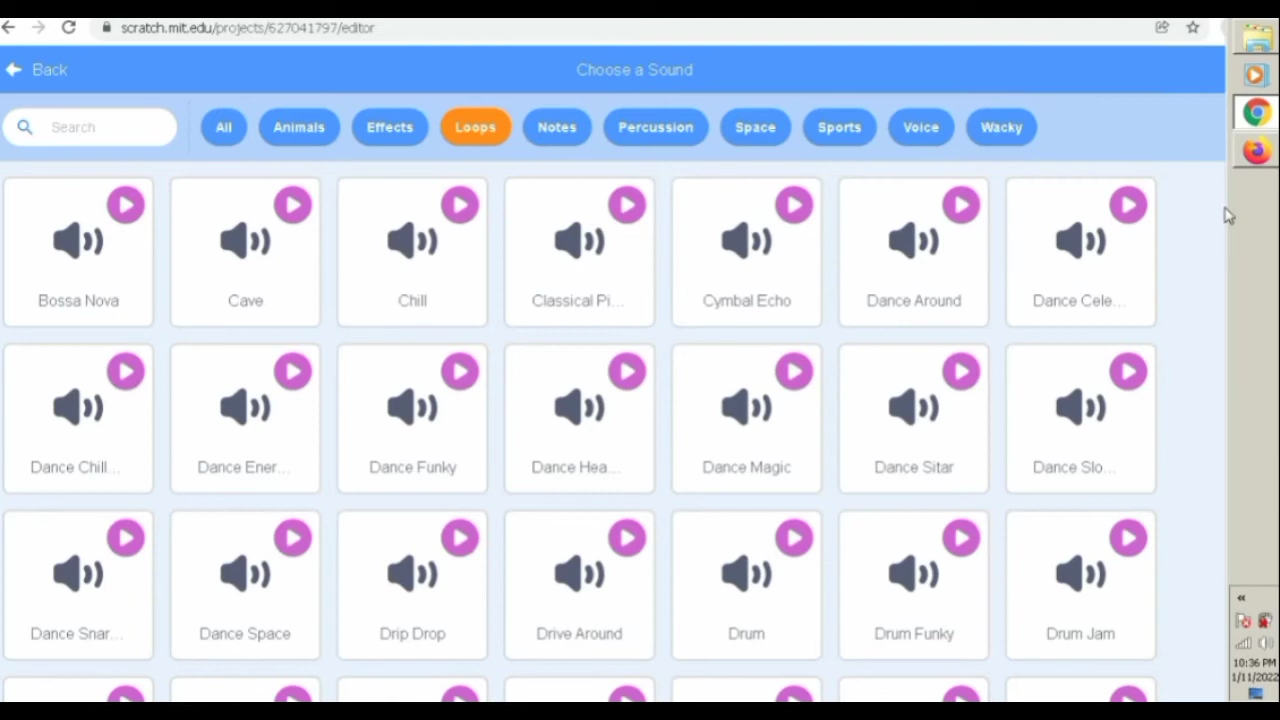 scratch.mit.edu/projects/627041797/editor
Back
Choose a Sound
Search
All Animals Effects Loops Notes Percussion Space Sports Voice Wacky
Bossa Nova Cave Chill Classical Pi... Cymbal Echo Dance Around Dance Cele...
Dance Chill... Dance Ener... Dance Funky Dance Hea... Dance Magic Dance Sitar Dance Slo...
Dance Snar... Dance Space Drip Drop Drive Around Drum Drum Funky Drum Jam
10:36 PM
1/11/2022